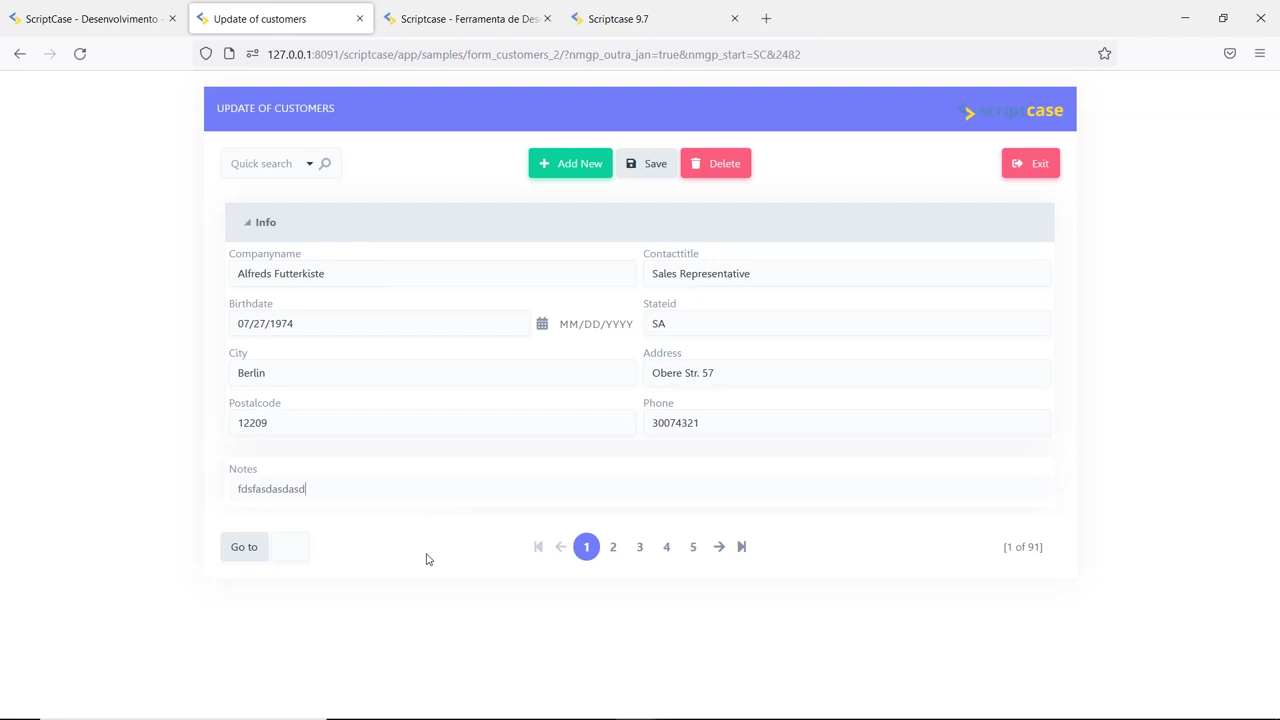 ScriptCase - Desenvolvimento -
Update of customers
Scriptcase - Ferramenta de Des
Scriptcase 9.7
127.0.0.1:8091/scriptcase/app/samples/form_customers_2/?nmgp_outra_jan=true&nmgp_start=SC&2482
UPDATE OF CUSTOMERS
scriptcase
Quick search
Add New
Save
Delete
Exit
Info
Companyname
Contacttitle
Alfreds Futterkiste
Sales Representative
Birthdate
Stateid
07/27/1974
MM/DD/YYYY
SA
City
Address
Berlin
Obere Str. 57
Postalcode
Phone
12209
30074321
Notes
fdsfasdasdasd
Go to
1 2 3 4 5
[1 of 91]